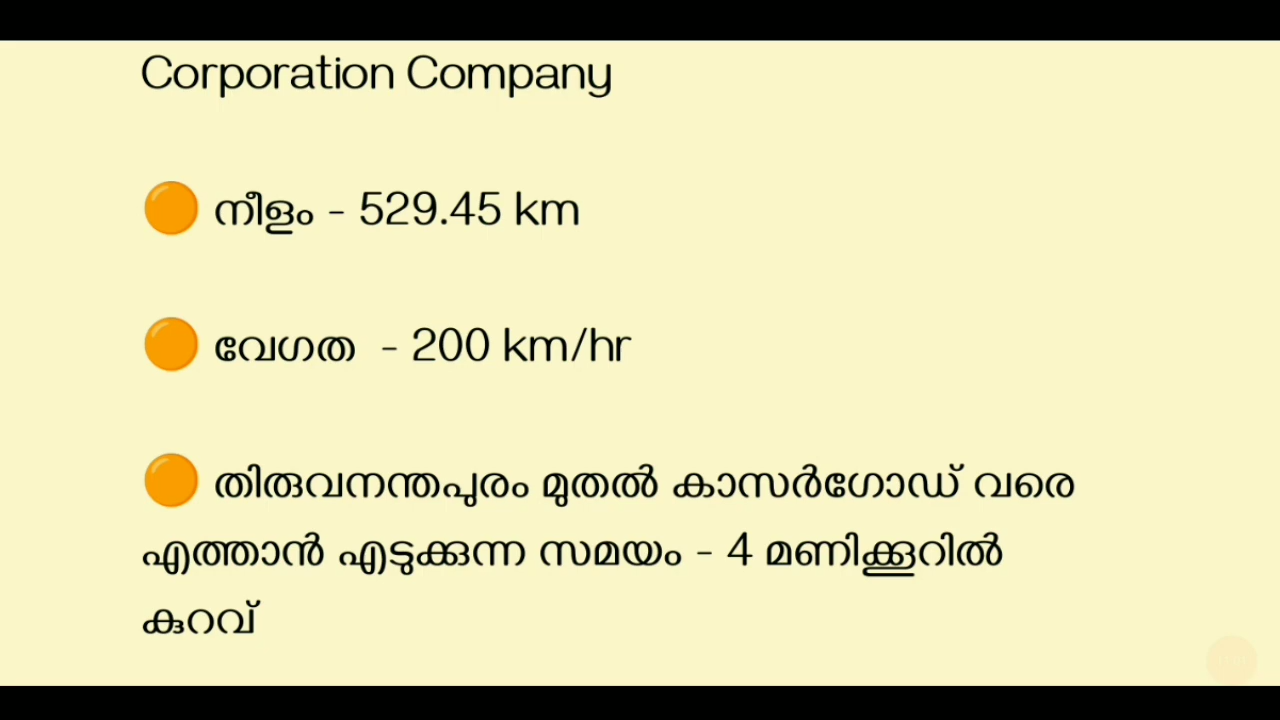 Corporation Company
🟠 നീളം - 529.45 km
🟠 വേഗത - 200 km/hr
🟠 തിരുവനന്തപുരം മുതൽ കാസർഗോഡ് വരെ
എത്താൻ എടുക്കുന്ന സമയം - 4 മണിക്കൂറിൽ
കുറവ്